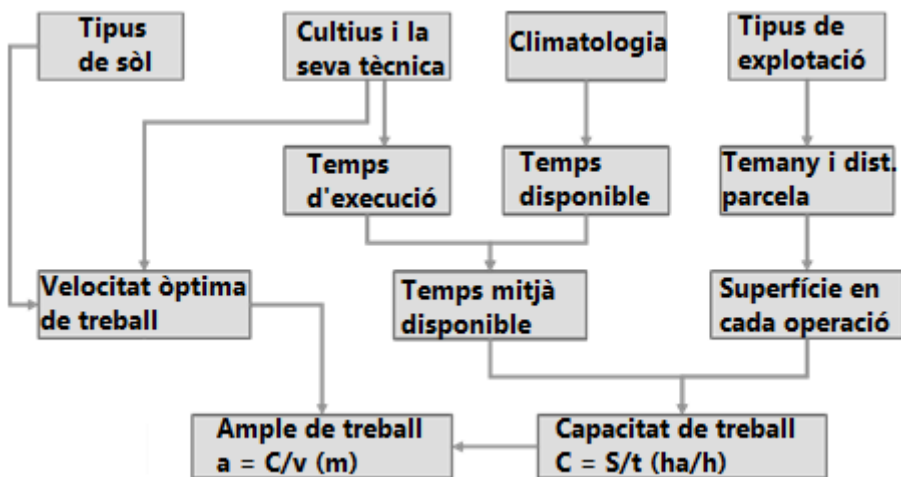 Tipus
de sòl
Cultius i la
seva tècnica
Climatologia
Tipus de
explotació
Temps
d'execució
Temps
disponible
Temany i dist.
parcela
Velocitat òptima
de treball
Temps mitjà
disponible
Superfície en
cada operació
Ample de treball
a = C/v (m)
Capacitat de treball
C = S/t (ha/h)